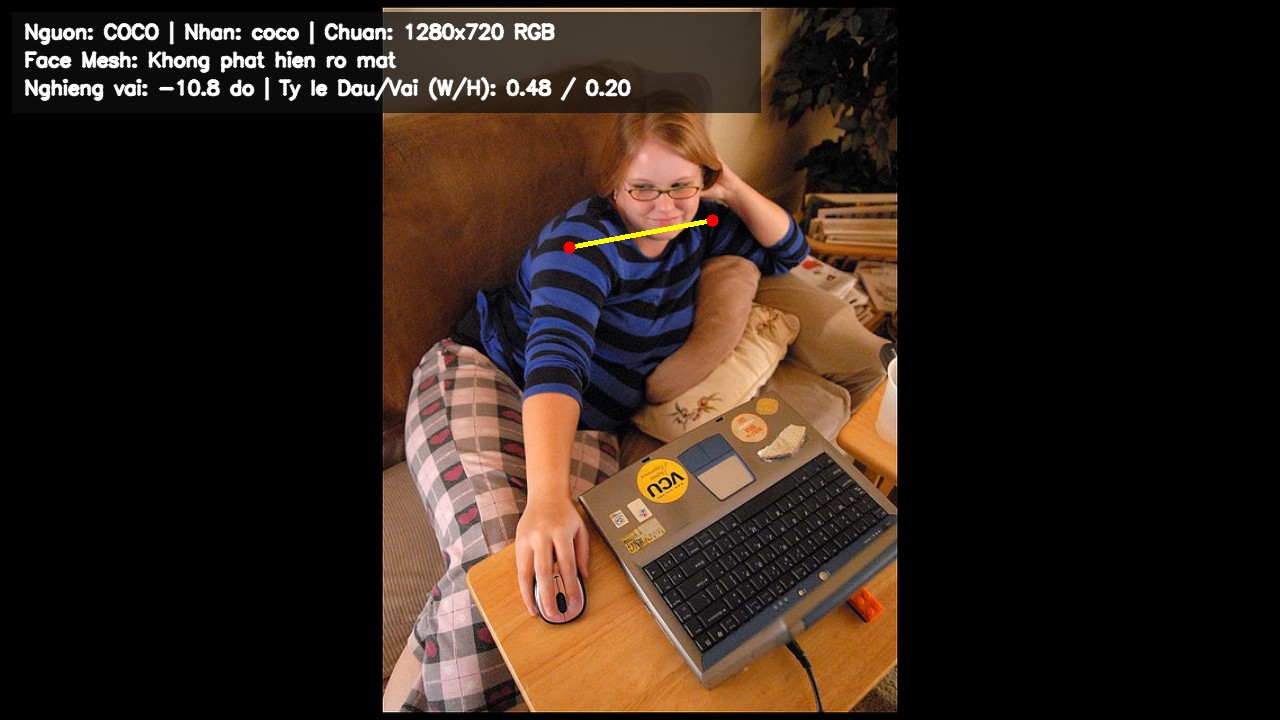 Nguon: COCO | Nhan: coco | Chuan: 1280x720 RGB
Face Mesh: Khong phat hien ro mat
Nghieng vai: -10.8 do | Ty le Dau/Vai (W/H): 0.48 / 0.20
VCU